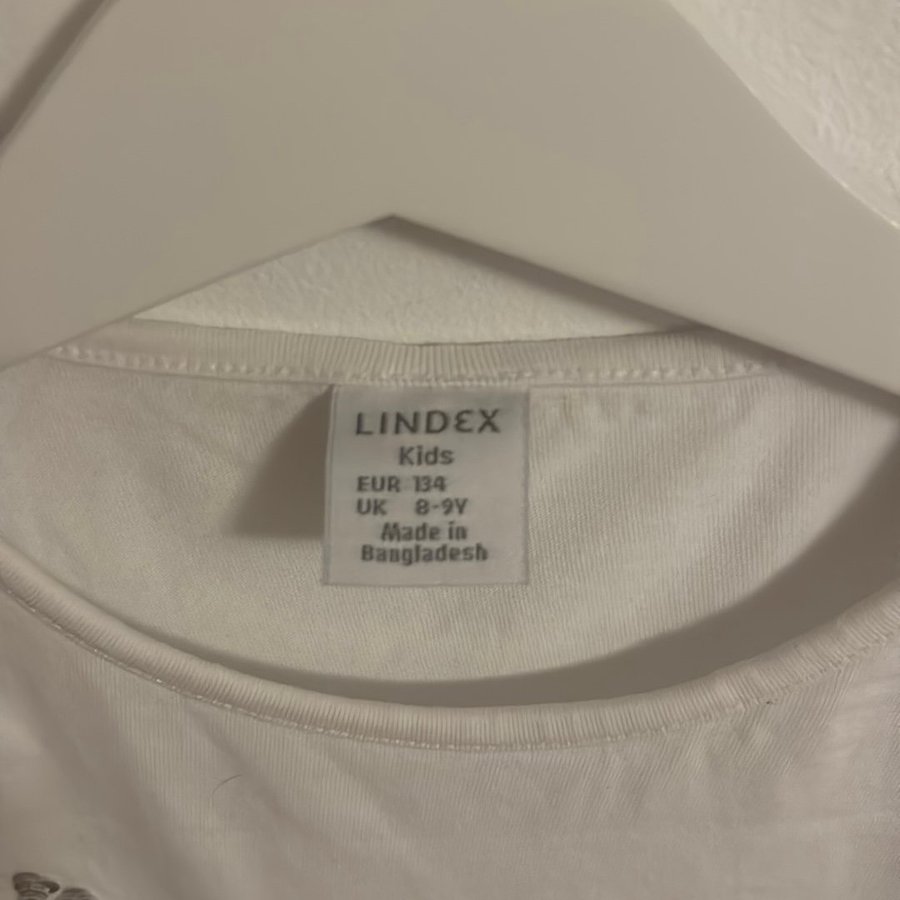 LINDEX
Kids
EUR 134
UK 8-9Y
Made in
Bangladesh